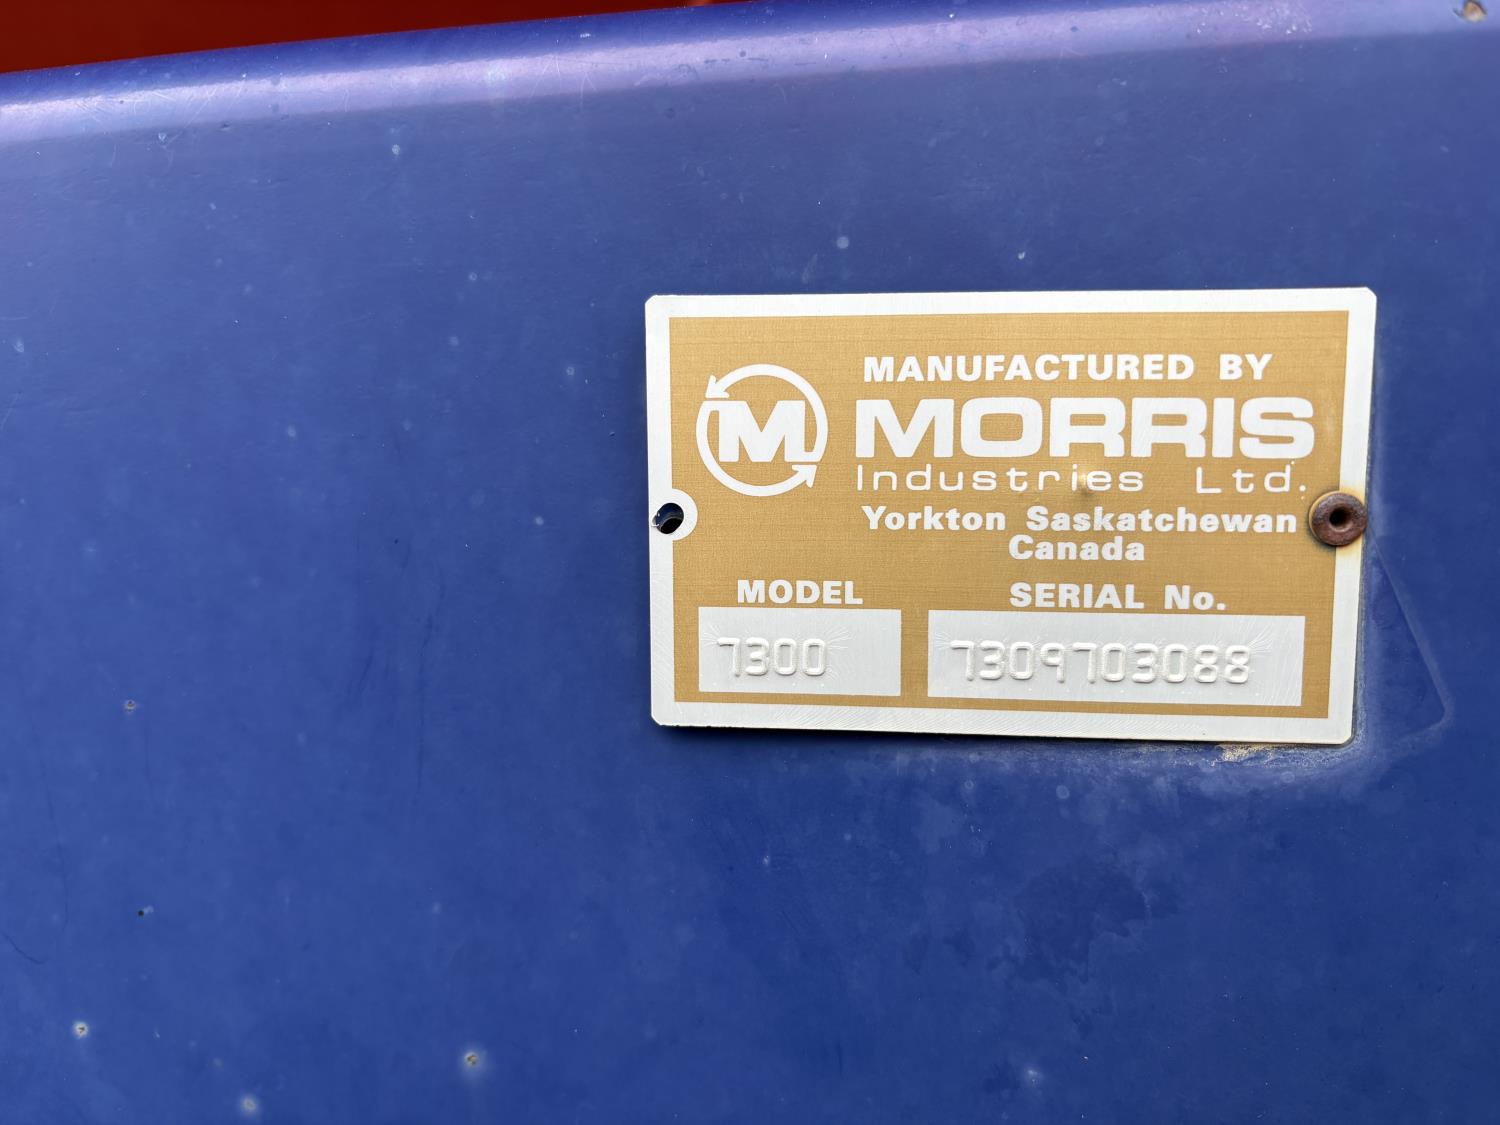 M
MANUFACTURED BY
MORRIS
Industries Ltd.
Yorkton Saskatchewan
Canada
MODEL SERIAL No.
7300 7309703088